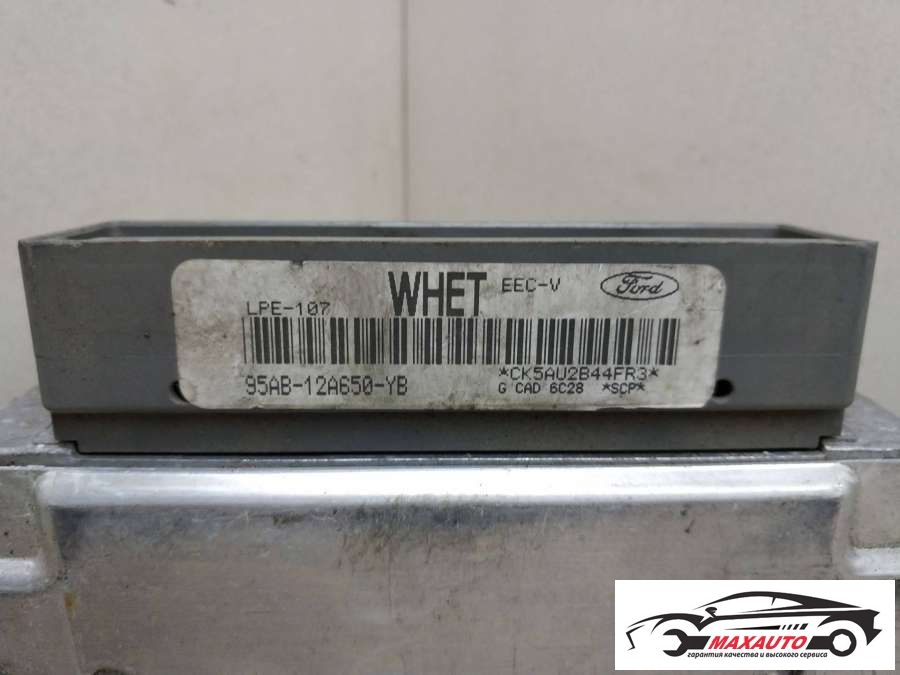 WHET EEC-V Ford
LPE-107
*CK5AU2B44FR3*
95AB-12A650-YB G CAD 6C28 *SCP*
MAXAUTO
гарантия качества и высокого сервиса